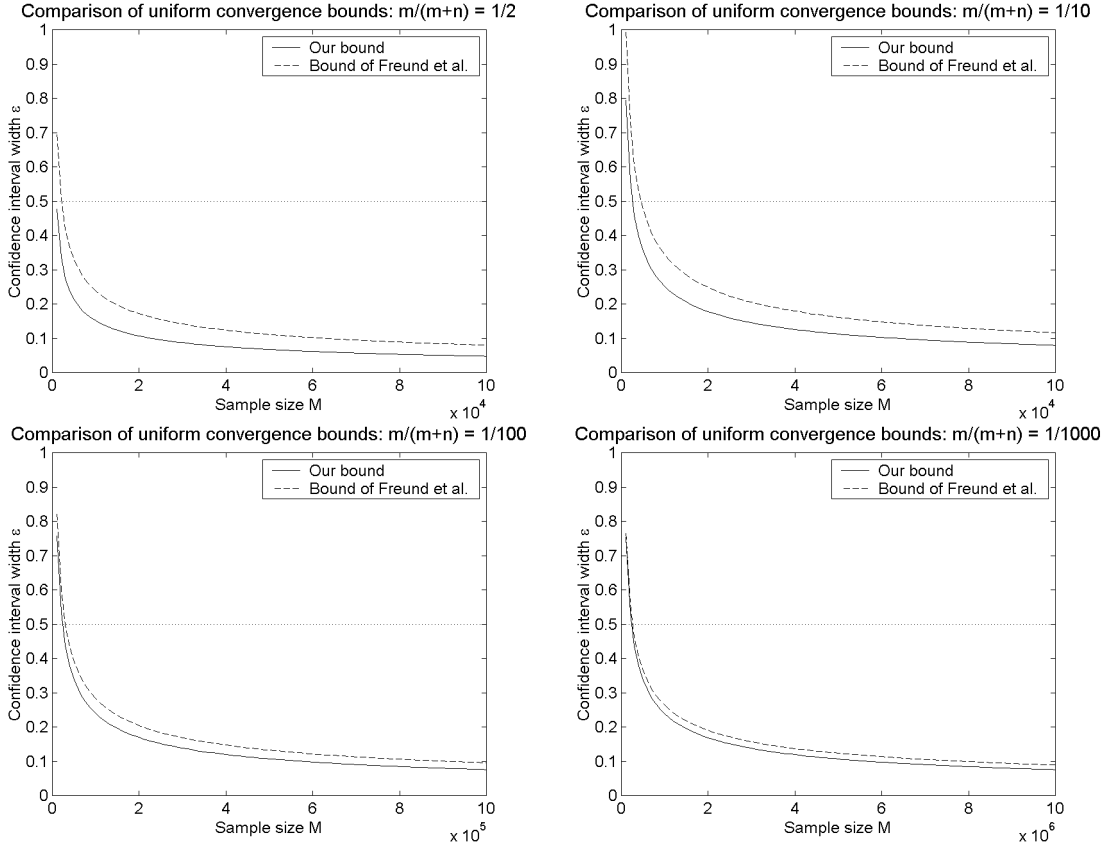 Comparison of uniform convergence bounds: m/(m+n) = 1/2
1
0.9
0.8
0.7
0.6
0.5
0.4
0.3
0.2
0.1
0
Confidence interval width ε
Our bound
Bound of Freund et al.
0 2 4 6 8 10
Sample size M
x 10^4
Comparison of uniform convergence bounds: m/(m+n) = 1/10
1
0.9
0.8
0.7
0.6
0.5
0.4
0.3
0.2
0.1
0
Confidence interval width ε
Our bound
Bound of Freund et al.
0 2 4 6 8 10
Sample size M
x 10^4
Comparison of uniform convergence bounds: m/(m+n) = 1/100
1
0.9
0.8
0.7
0.6
0.5
0.4
0.3
0.2
0.1
0
Confidence interval width ε
Our bound
Bound of Freund et al.
0 2 4 6 8 10
Sample size M
x 10^5
Comparison of uniform convergence bounds: m/(m+n) = 1/1000
1
0.9
0.8
0.7
0.6
0.5
0.4
0.3
0.2
0.1
0
Confidence interval width ε
Our bound
Bound of Freund et al.
0 2 4 6 8 10
Sample size M
x 10^6